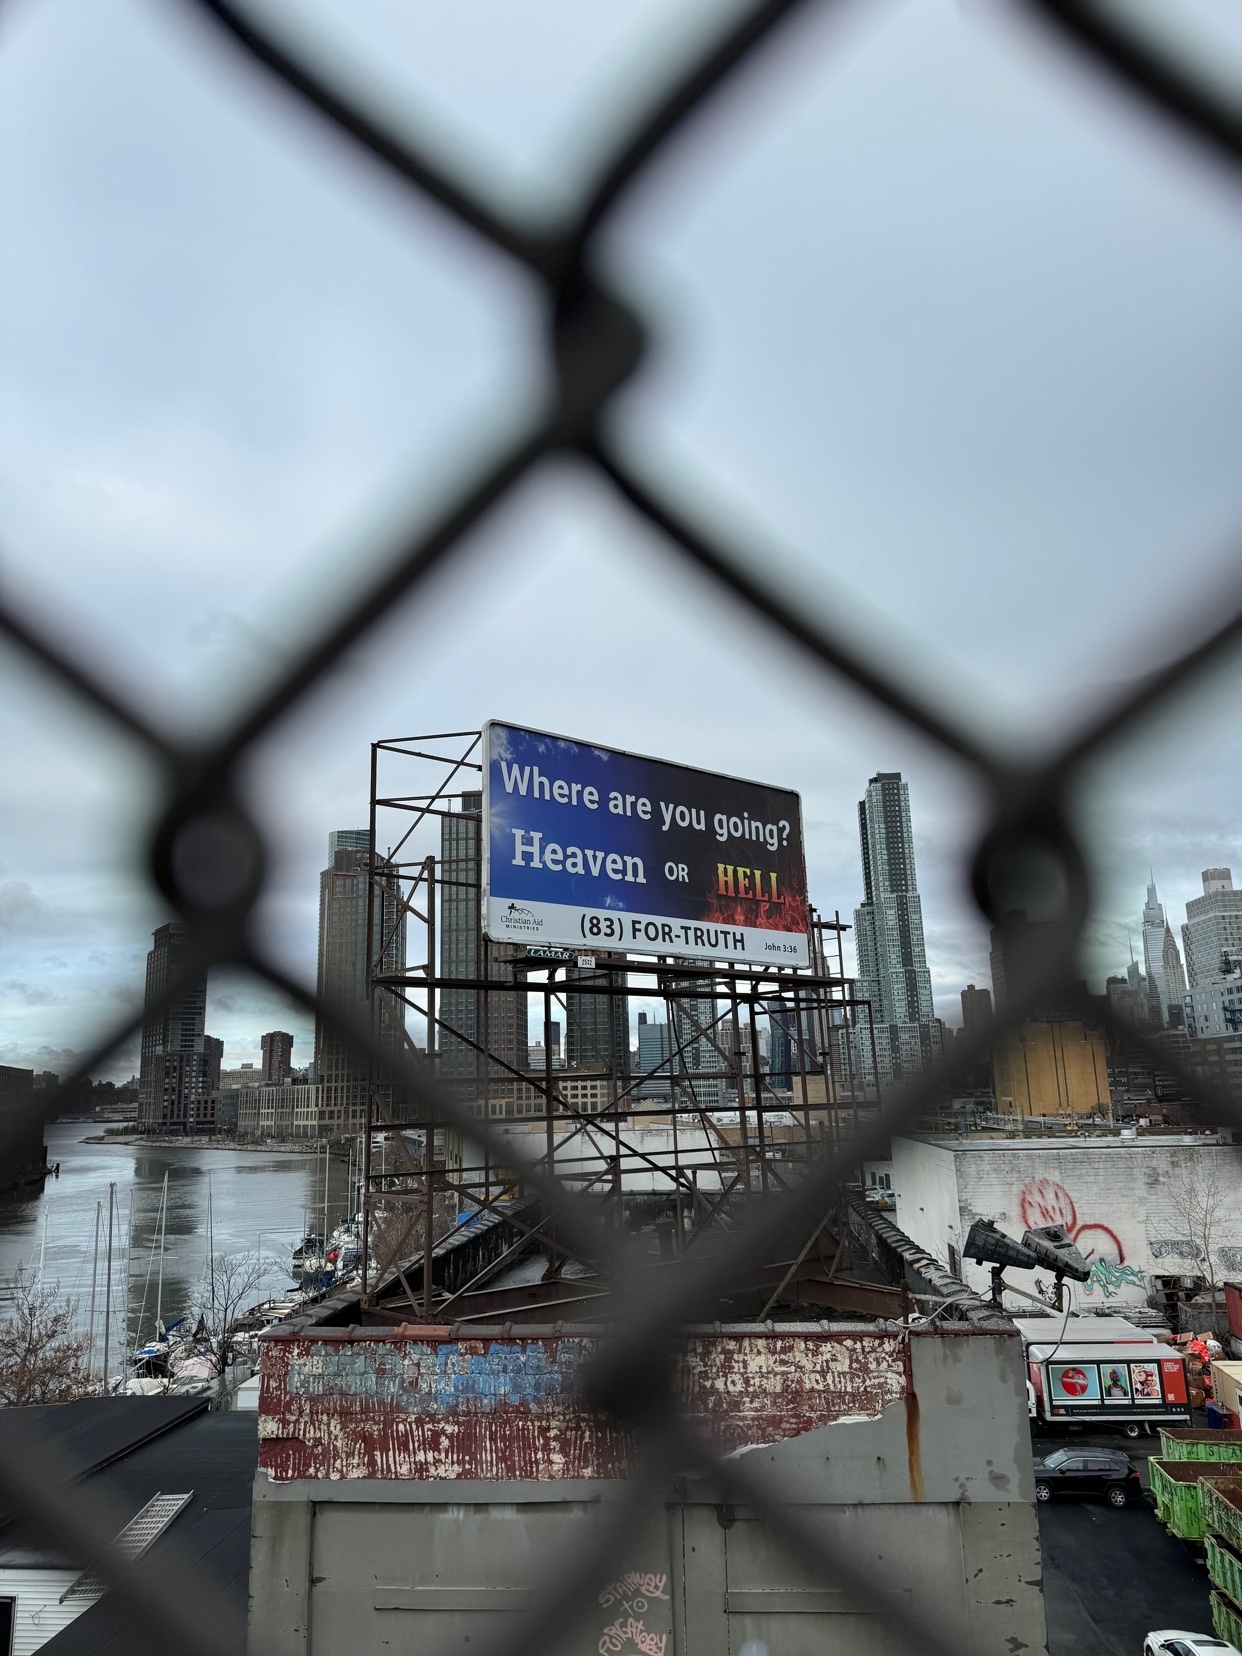 Where are you going?
Heaven OR HELL
Christian Aid
MINISTRIES
(83) FOR-TRUTH
John 3:36
LAMAR
2512
STAIRWAY
TO
PURGATORY